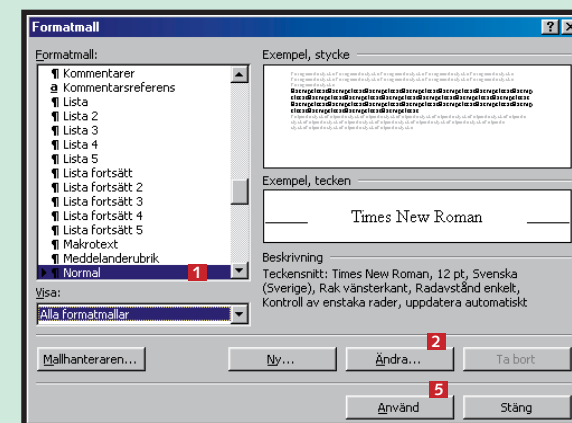 Formatmall
Formatmall:
¶ Kommentarer
a Kommentarsreferens
¶ Lista
¶ Lista 2
¶ Lista 3
¶ Lista 4
¶ Lista 5
¶ Lista fortsätt
¶ Lista fortsätt 2
¶ Lista fortsätt 3
¶ Lista fortsätt 4
¶ Lista fortsätt 5
¶ Makrotext
¶ Meddelanderubrik
¶ Normal
1
Visa:
Alla formatmallar
Exempel, stycke
Exempel, tecken
Times New Roman
Beskrivning
Teckensnitt: Times New Roman, 12 pt, Svenska
(Sverige), Rak vänsterkant, Radavstånd enkelt,
Kontroll av enstaka rader, uppdatera automatiskt
2
Mallhanteraren...
Ny...
Ändra...
Ta bort
5
Använd
Stäng